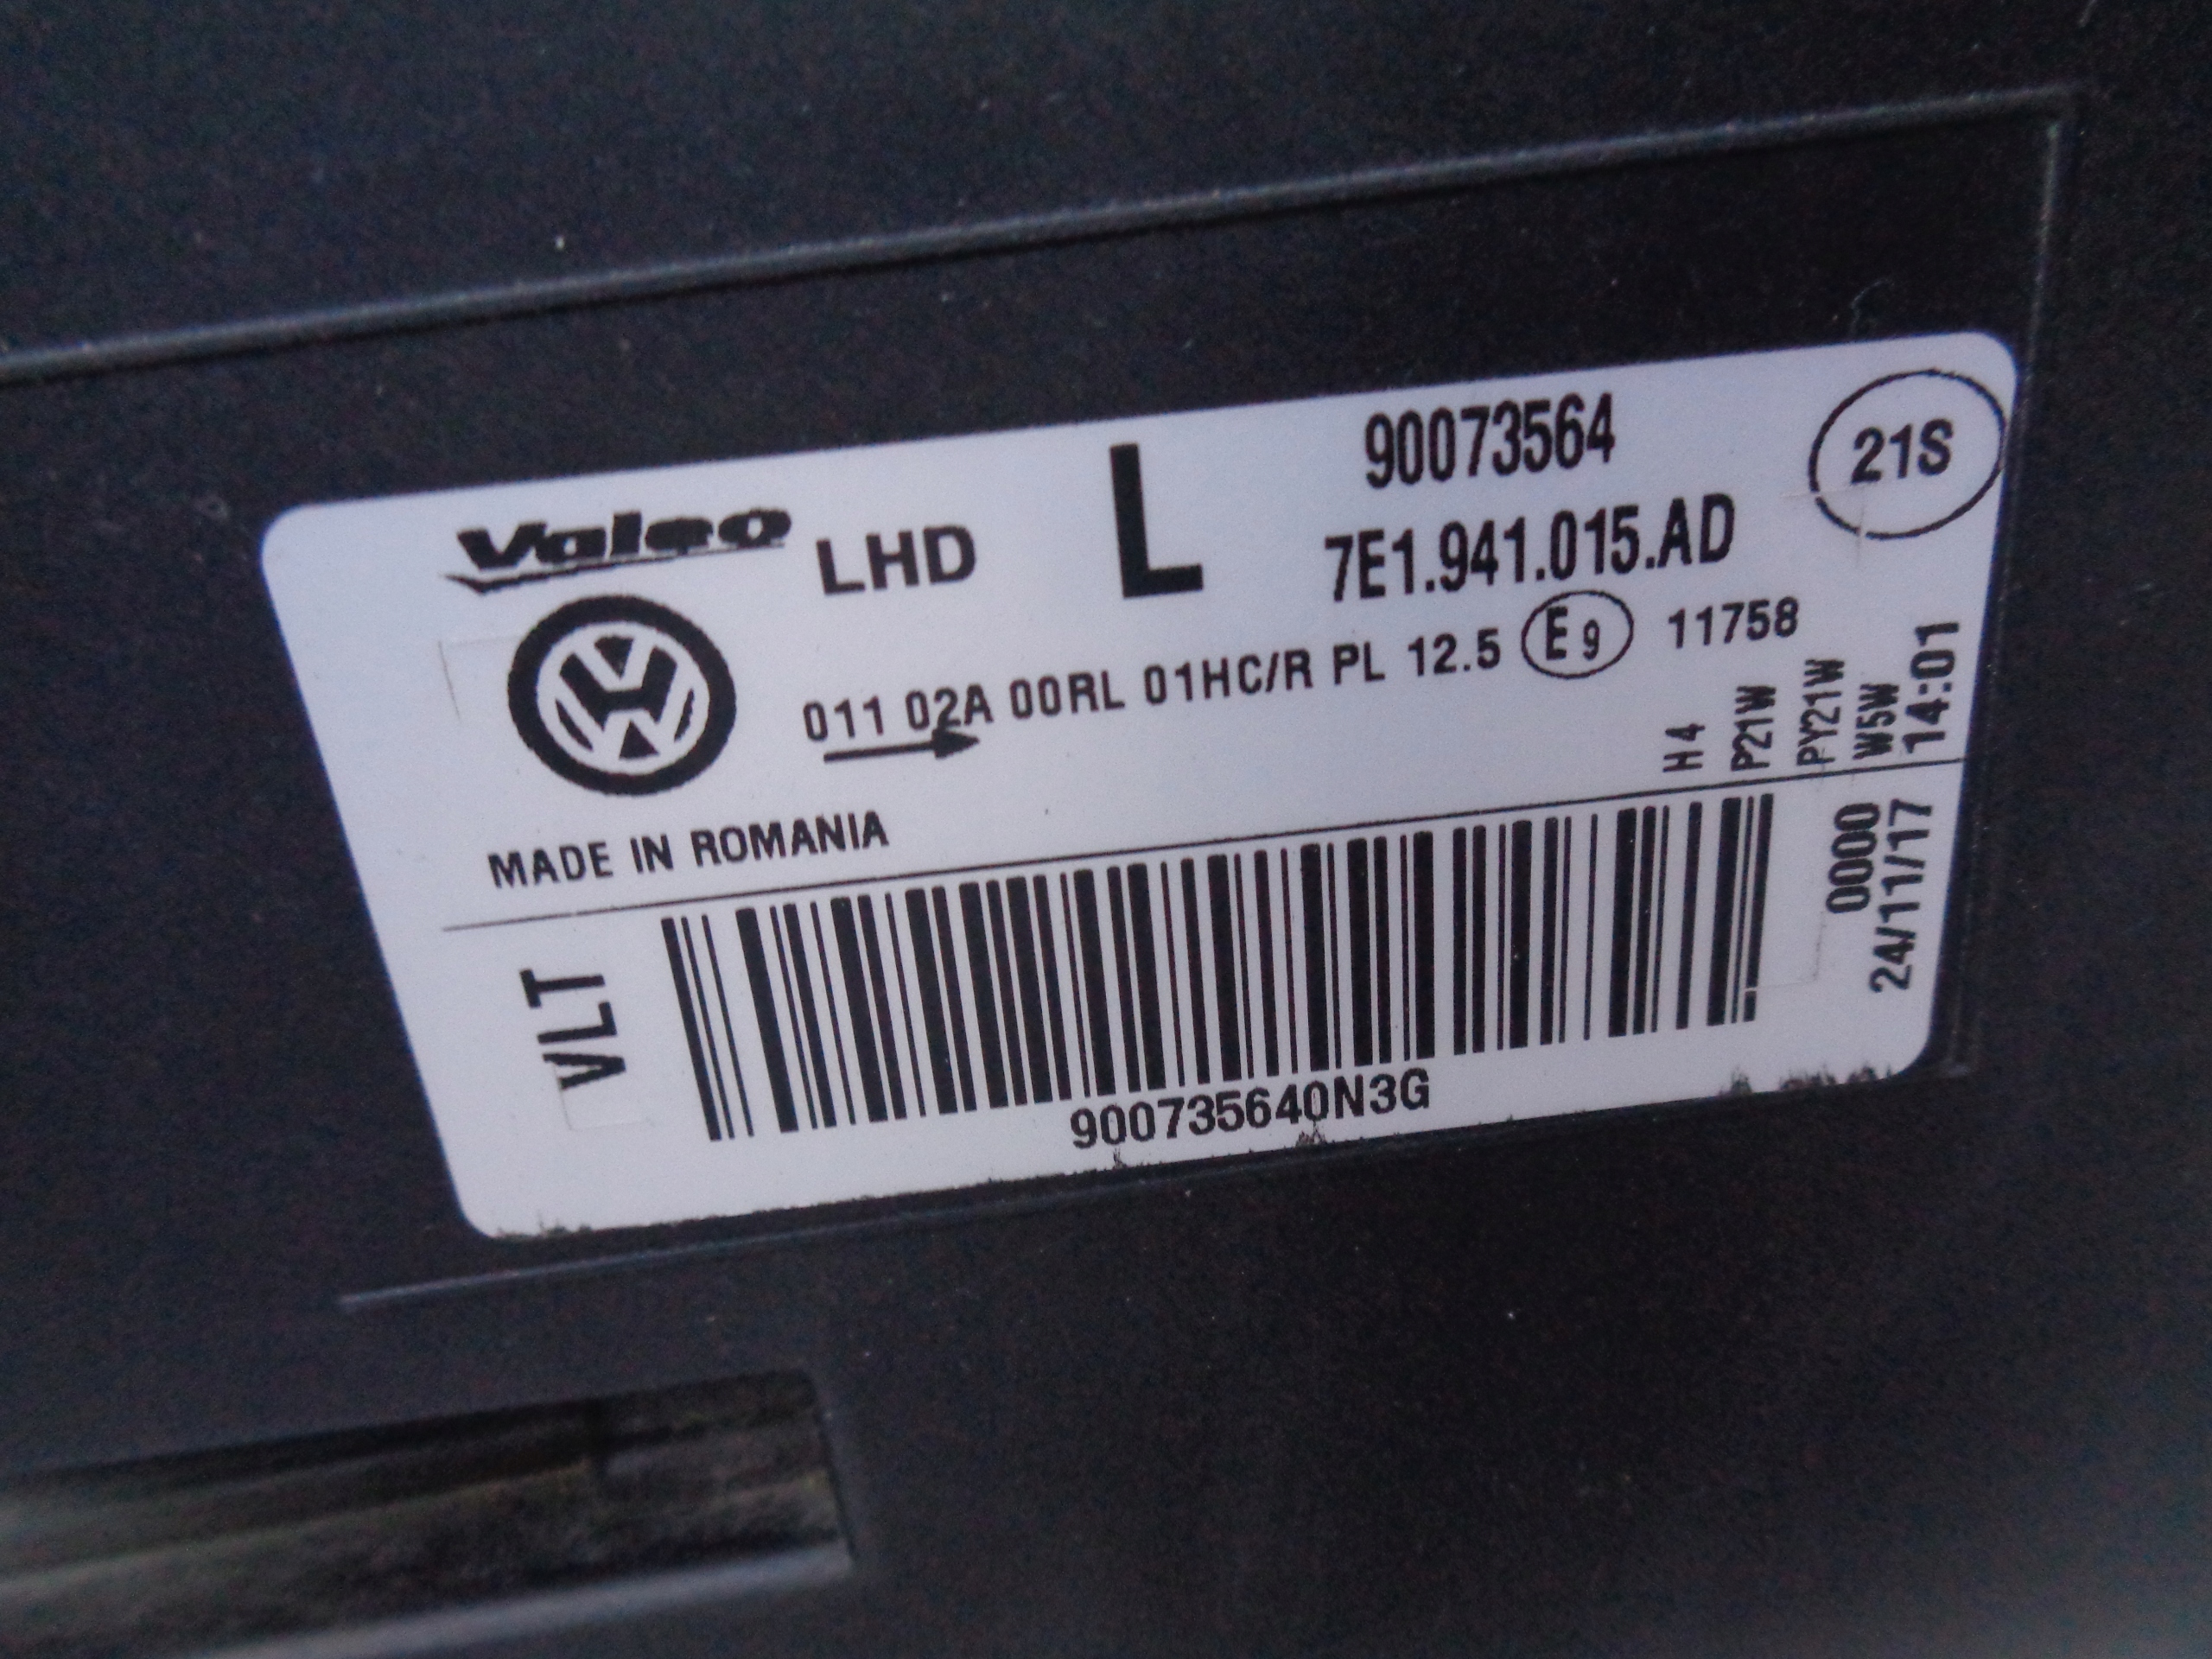 Valeo LHD L 90073564 21S
7E1.941.015.AD
011 02A 00RL 01HC/R PL 12.5 E9 11758
H4
P21W
PY21W
W5W
14:01
MADE IN ROMANIA
VLT
00000
24/11/17
900735640N3G